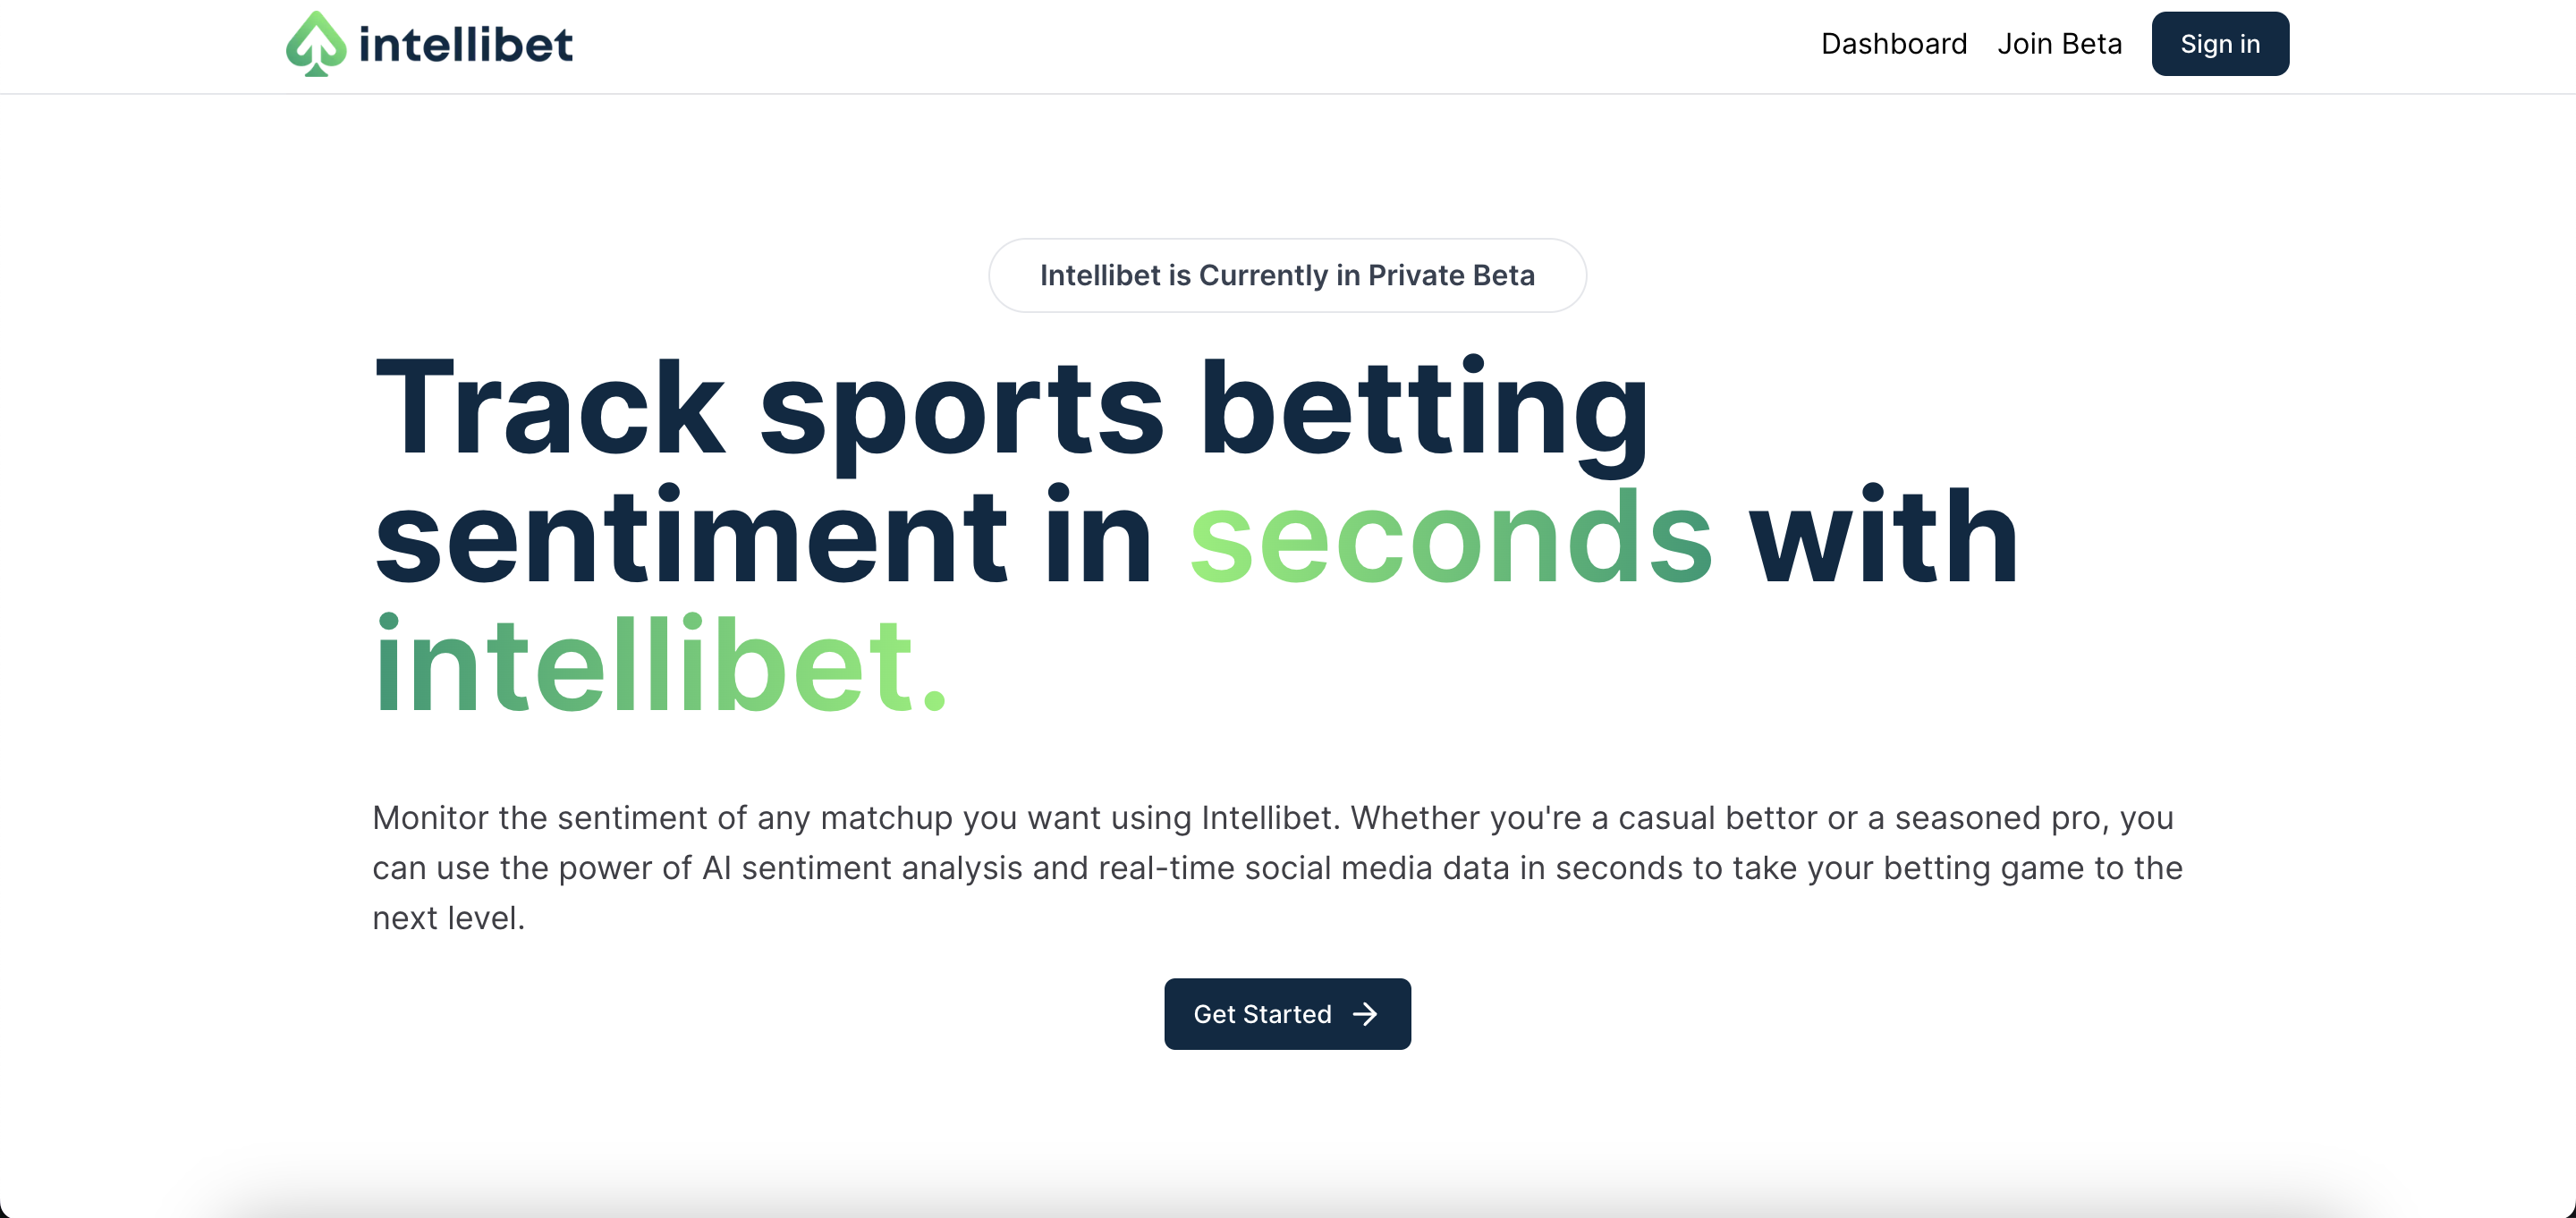 intellibet
Dashboard
Join Beta
Sign in
Intellibet is Currently in Private Beta
Track sports betting
sentiment in seconds with
intellibet.
Monitor the sentiment of any matchup you want using Intellibet. Whether you're a casual bettor or a seasoned pro, you
can use the power of AI sentiment analysis and real-time social media data in seconds to take your betting game to the
next level.
Get Started